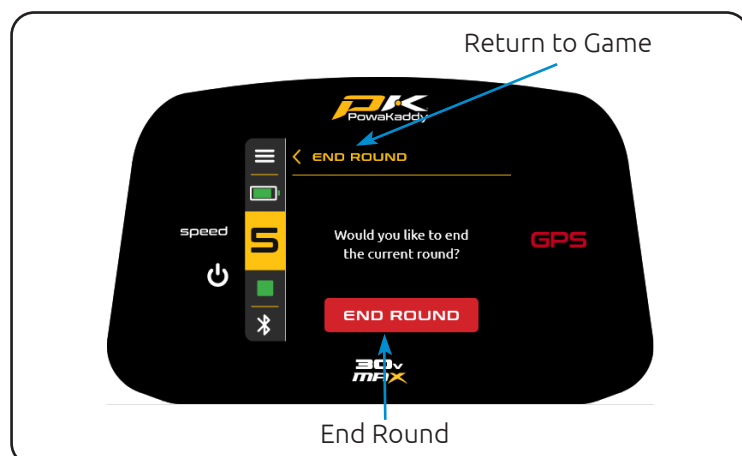 Return to Game
PK
PowaKaddy
END ROUND
speed
5
Would you like to end
the current round?
GPS
END ROUND
30v
MAX
End Round